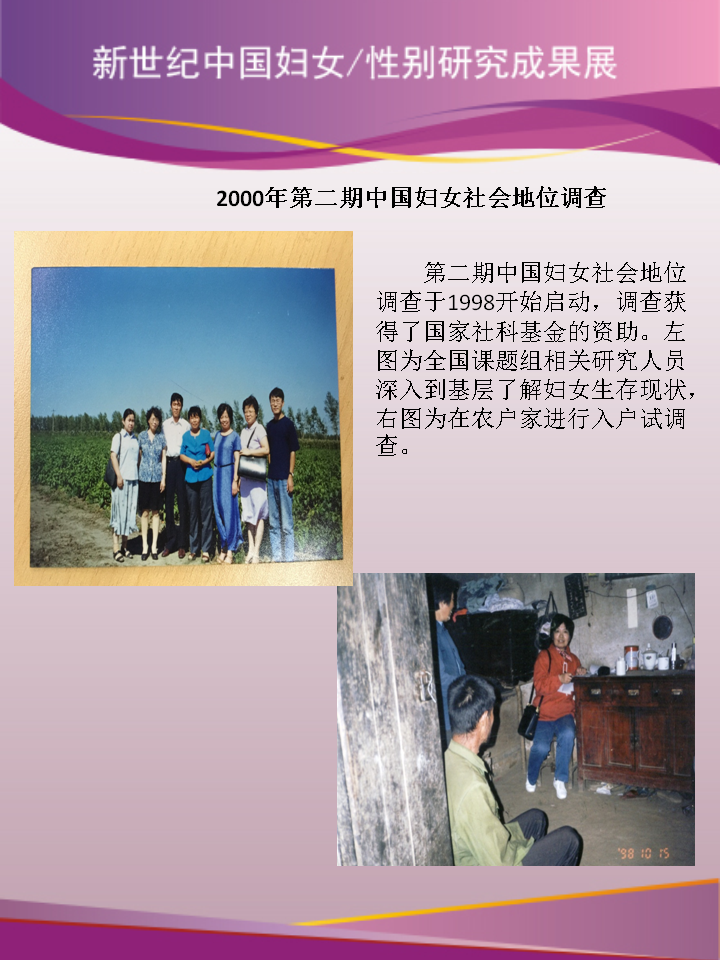 新世纪中国妇女/性别研究成果展
2000年第二期中国妇女社会地位调查
第二期中国妇女社会地位
调查于1998开始启动，调查获
得了国家社科基金的资助。左
图为全国课题组相关研究人员
深入到基层了解妇女生存现状，
右图为在农户家进行入户试调
查。
'98 10 15